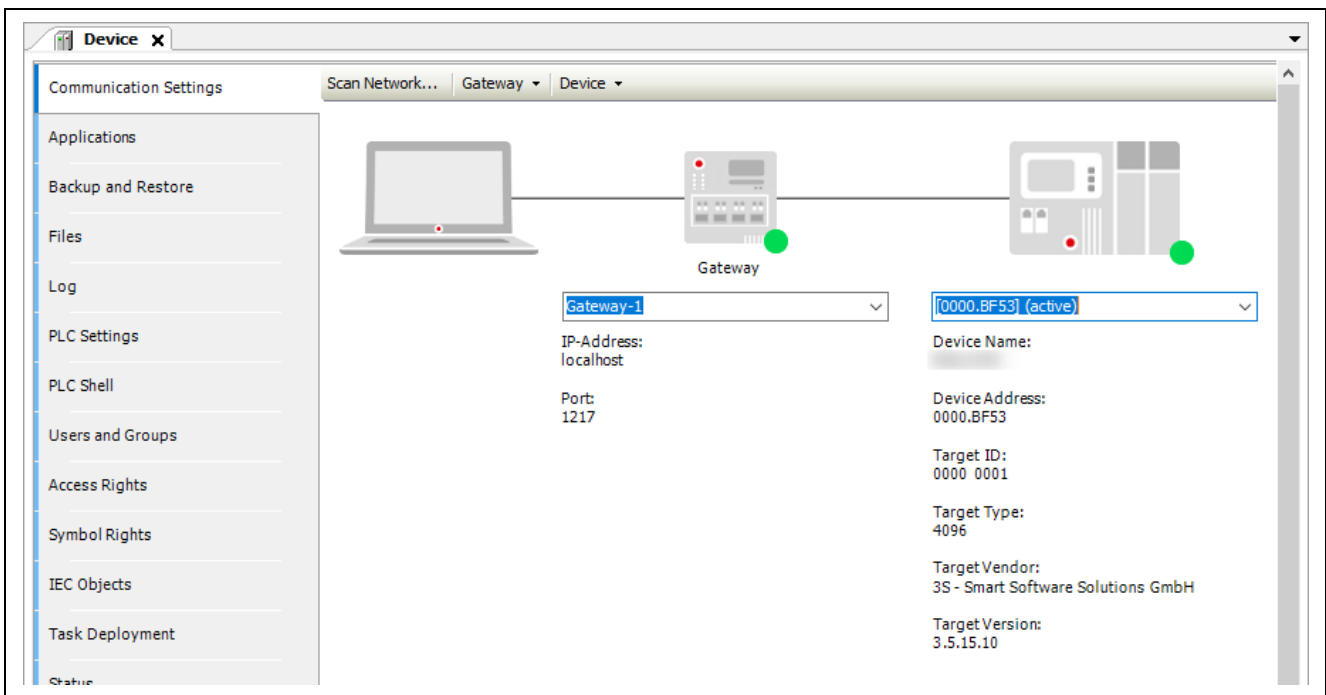 Device
Scan Network... Gateway Device
Communication Settings
Applications
Backup and Restore
Files
Log
PLC Settings
PLC Shell
Users and Groups
Access Rights
Symbol Rights
IEC Objects
Task Deployment
Status
Gateway
Gateway-1
IP-Address:
localhost
Port:
1217
[0000.BF53] (active)
Device Name:
Device Address:
0000.BF53
Target ID:
0000 0001
Target Type:
4096
Target Vendor:
3S - Smart Software Solutions GmbH
Target Version:
3.5.15.10